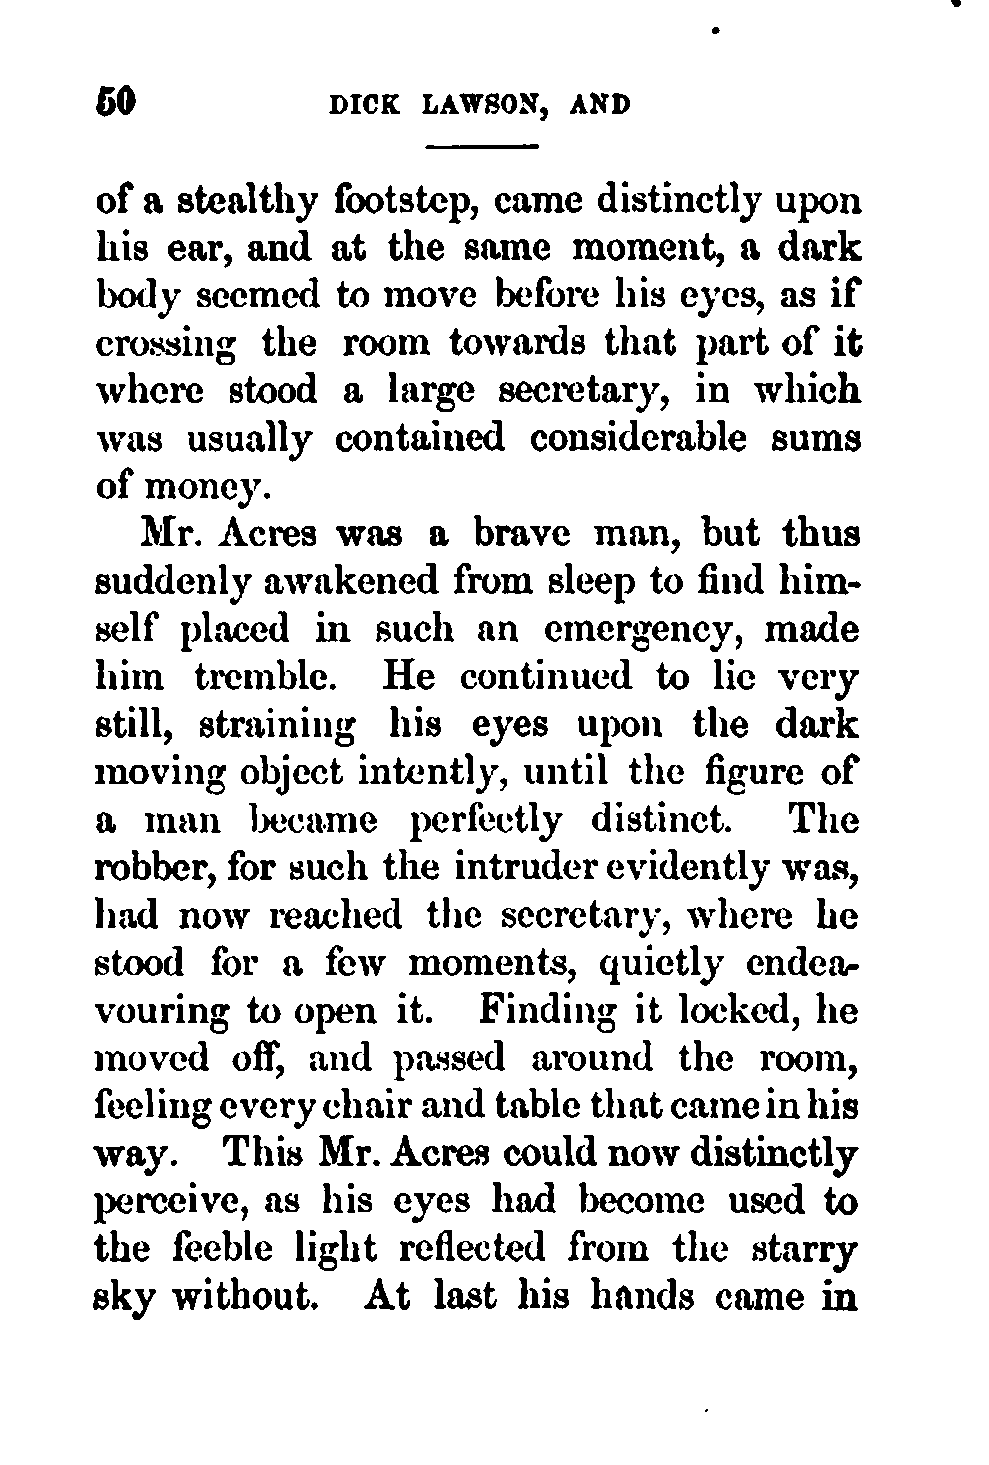 50 DICK LAWSON, AND
of a stealthy footstep, came distinctly upon
his ear, and at the same moment, a dark
body seemed to move before his eyes, as if
crossing the room towards that part of it
where stood a large secretary, in which
was usually contained considerable sums
of money.
Mr. Acres was a brave man, but thus
suddenly awakened from sleep to find him-
self placed in such an emergency, made
him tremble. He continued to lie very
still, straining his eyes upon the dark
moving object intently, until the figure of
a man became perfectly distinct. The
robber, for such the intruder evidently was,
had now reached the secretary, where he
stood for a few moments, quietly endea-
vouring to open it. Finding it locked, he
moved off, and passed around the room,
feeling every chair and table that came in his
way. This Mr. Acres could now distinctly
perceive, as his eyes had become used to
the feeble light reflected from the starry
sky without. At last his hands came in